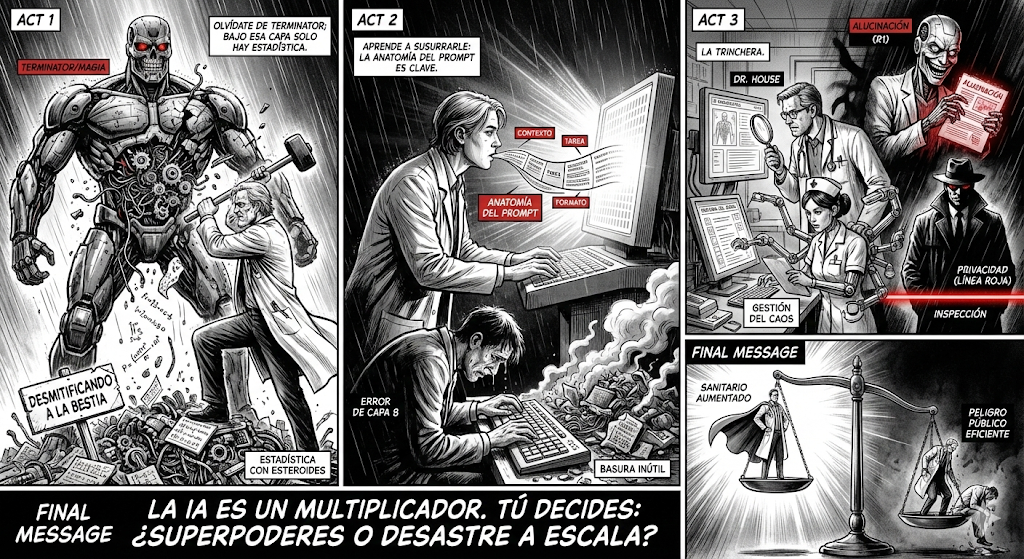 ACT 1
OLVÍDATE DE TERMINATOR;
BAJO ESA CAPA SOLO
HAY ESTADÍSTICA.
TERMINATOR/MAGIA
DESMITIFICANDO
A LA BESTIA
ESTADÍSTICA
CON ESTEROIDES
ACT 2
APRENDE A SUSURRARLE:
LA ANATOMÍA DEL PROMPT
ES CLAVE.
CONTEXTO
TAREA
TAREA
ANATOMÍA
DEL PROMPT
FORMATO
ERROR
DE CAPA 8
BASURA INÚTIL
ACT 3
LA TRINCHERA.
DR. HOUSE
ALUCINACIÓN
(R1)
GESTIÓN
DEL CAOS
PRIVACIDAD
(LÍNEA ROJA)
INSPECCIÓN
FINAL MESSAGE
SANITARIO
AUMENTADO
PELIGRO
PÚBLICO
EFICIENTE
FINAL
MESSAGE
LA IA ES UN MULTIPLICADOR. TÚ DECIDES:
¿SUPERPODERES O DESASTRE A ESCALA?